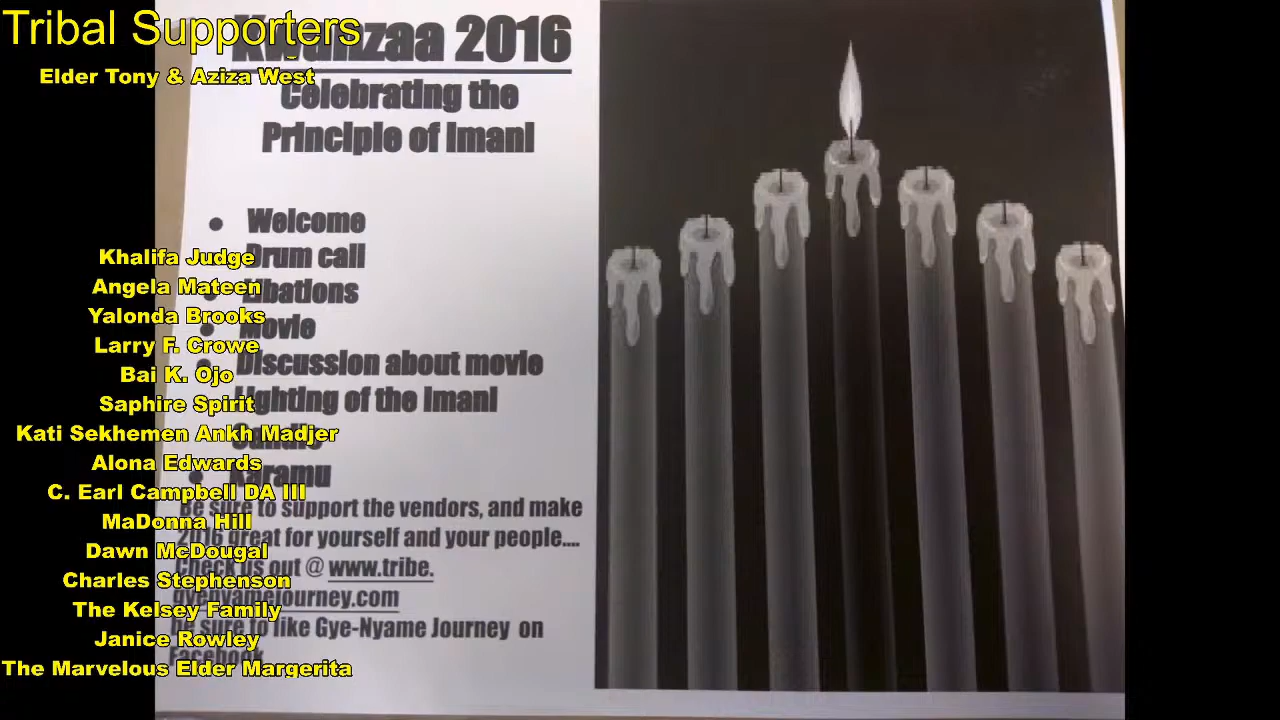 Tribal Supporters
Elder Tony & Aziza West
Khalifa Judge
Angela Mateen
Yalonda Brooks
Larry F. Crowe
Bai K. Ojo
Saphire Spirit
Kati Sekhemen Ankh Madjer
Alona Edwards
C. Earl Campbell DA III
MaDonna Hill
Dawn McDougal
Charles Stephenson
The Kelsey Family
Janice Rowley
The Marvelous Elder Margerita
Kwanzaa 2016
Celebrating the
Principle of Imani
• Welcome
Drum call
• Libations
• Movie
• Discussion about movie
Lighting of the Imani
Candle
• Karamu
Be sure to support the vendors, and make
2016 great for yourself and your people....
Check us out @ www.tribe.
gyenyamejourney.com
be sure to like Gye-Nyame Journey on
Facebook